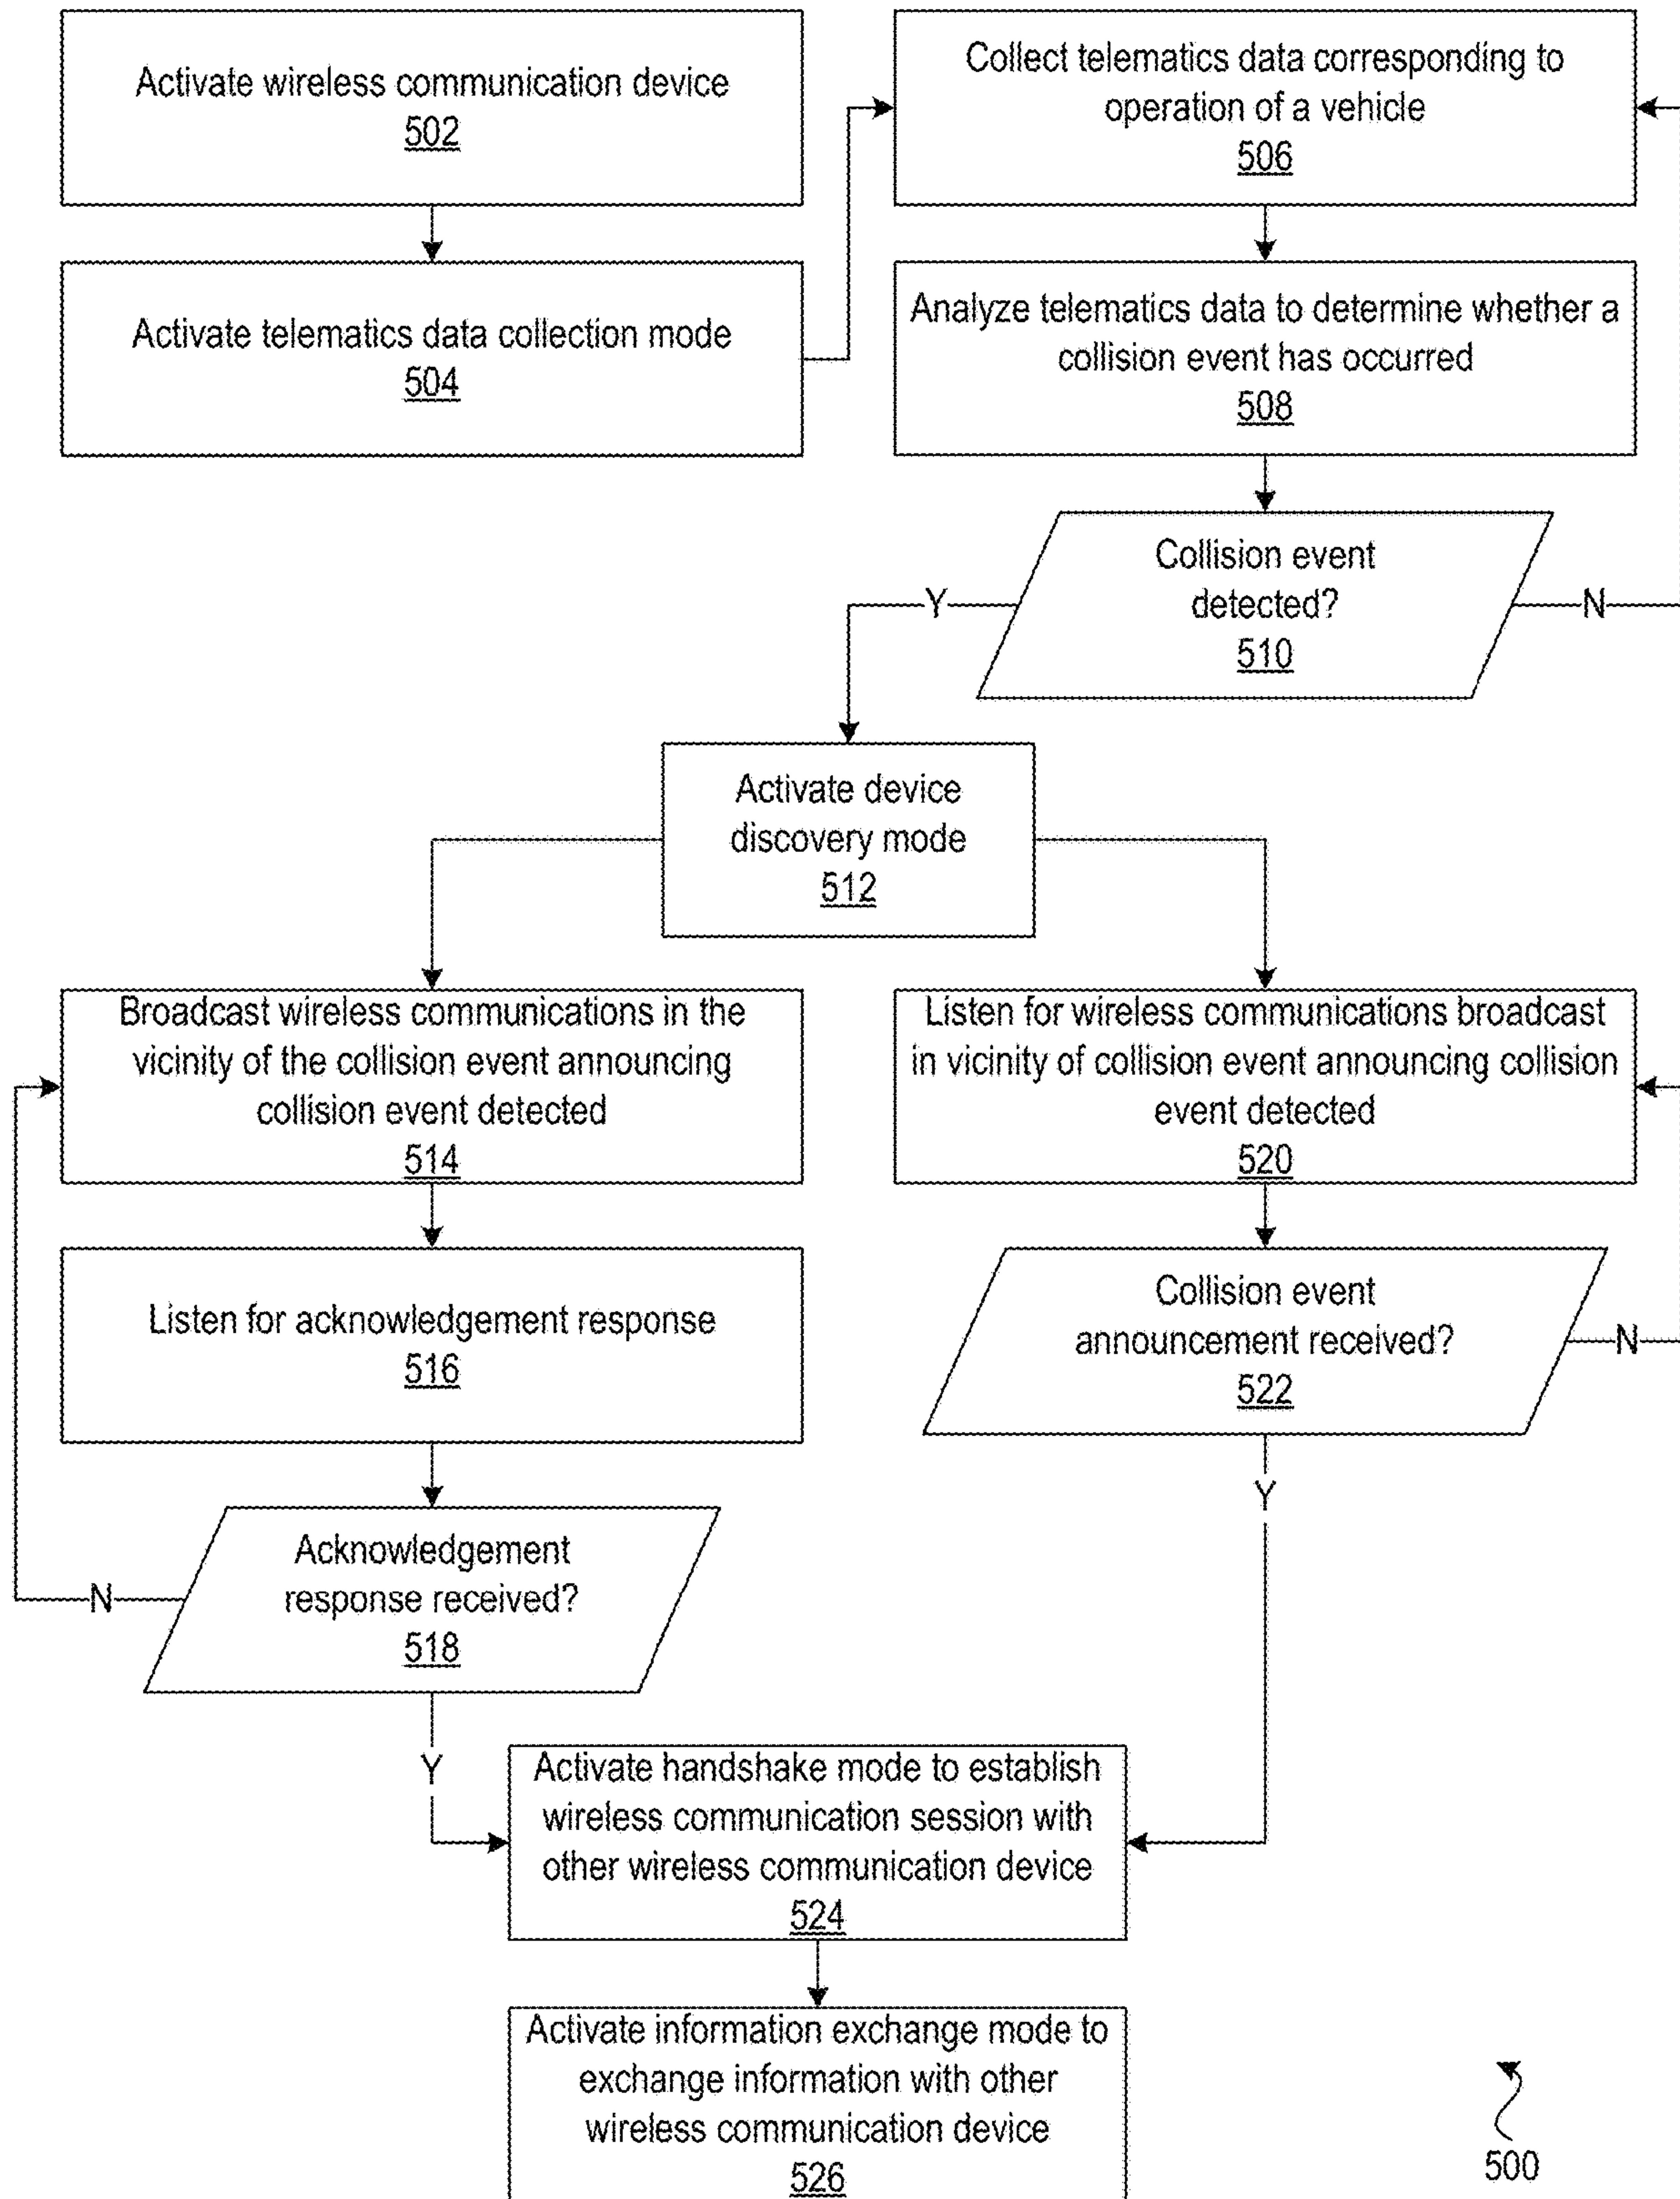 Activate wireless communication device
502
Activate telematics data collection mode
504
Collect telematics data corresponding to
operation of a vehicle
506
Analyze telematics data to determine whether a
collision event has occurred
508
Collision event
detected?
510
Y
N
Activate device
discovery mode
512
Broadcast wireless communications in the
vicinity of the collision event announcing
collision event detected
514
Listen for acknowledgement response
516
Acknowledgement
response received?
518
N
Y
Listen for wireless communications broadcast
in vicinity of collision event announcing collision
event detected
520
Collision event
announcement received?
522
N
Y
Activate handshake mode to establish
wireless communication session with
other wireless communication device
524
Activate information exchange mode to
exchange information with other
wireless communication device
526
500